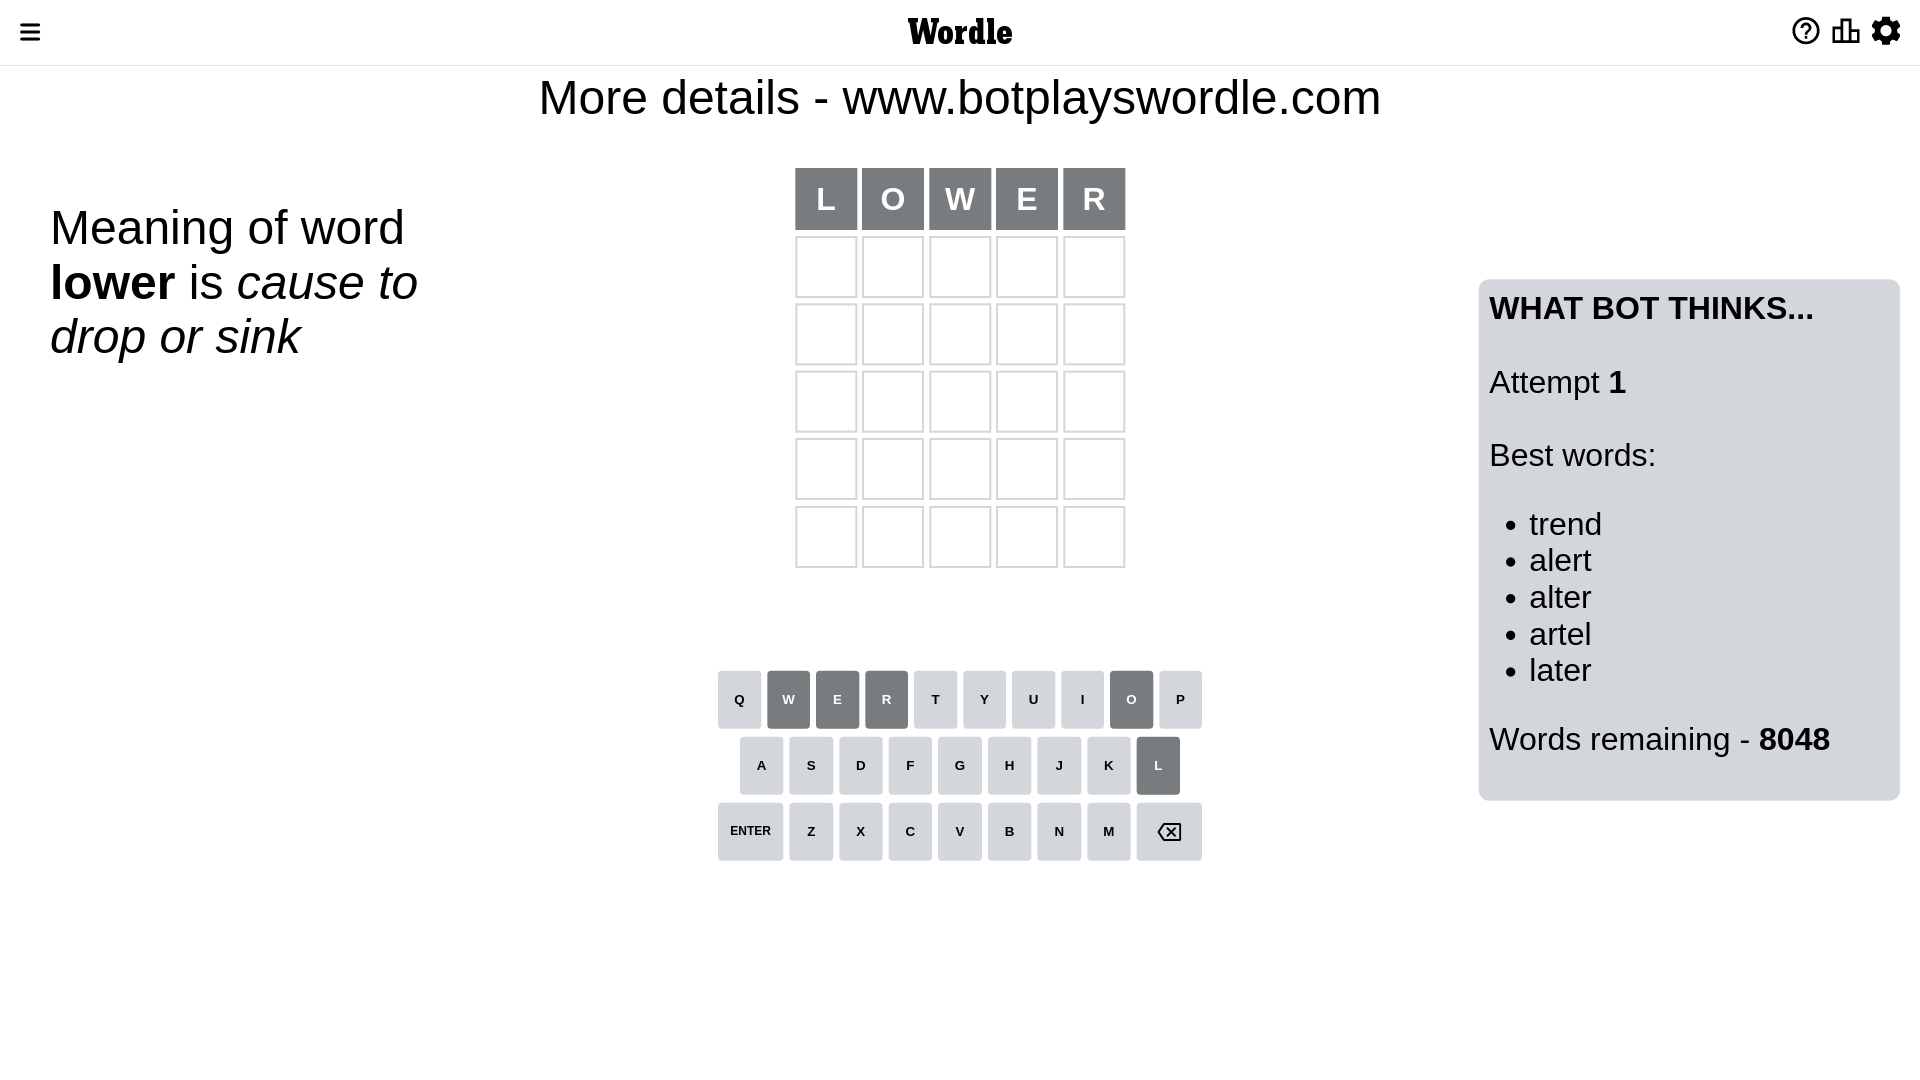 Wordle
More details - www.botplayswordle.com
Meaning of word
lower is cause to
drop or sink
L O W E R
WHAT BOT THINKS...
Attempt 1
Best words:
• trend
• alert
• alter
• artel
• later
Words remaining - 8048
Q W E R T Y U I O P
A S D F G H J K L
ENTER Z X C V B N M